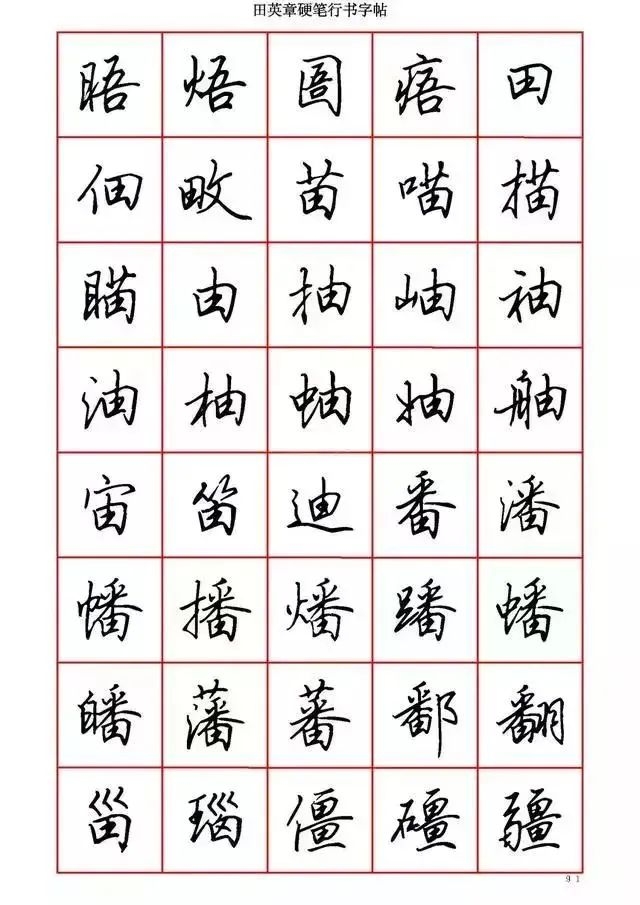 田英章硬笔行书字帖
晤 焐 圄 痦 田
佃 畋 苗 喵 描
瞄 由 抽 岫 袖
油 柚 蚰 妯 舳
宙 笛 迪 番 潘
幡 播 燔 蹯 蟠
皤 藩 蕃 鄱 翻
甾 瑙 僵 礓 疆
91